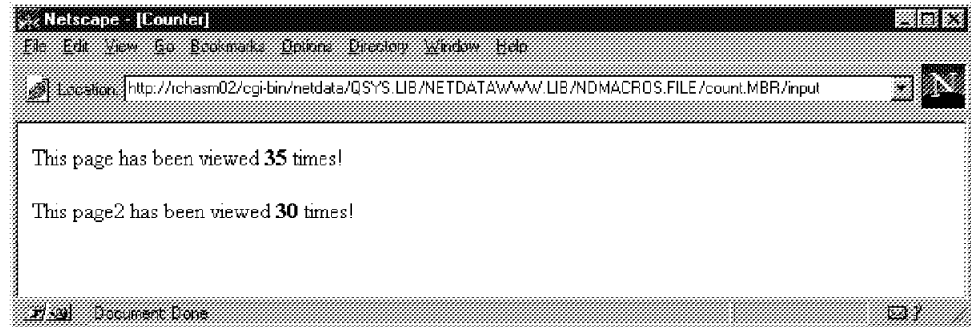 Netscape - [Counter]
File Edit View Go Bookmarks Options Directory Window Help
Location: http://rchasm02/cgi-bin/netdata/QSYS.LIB/NETDATAWWW.LIB/NDMACROS.FILE/count.MBR/input
N
This page has been viewed 35 times!
This page2 has been viewed 30 times!
Document Done